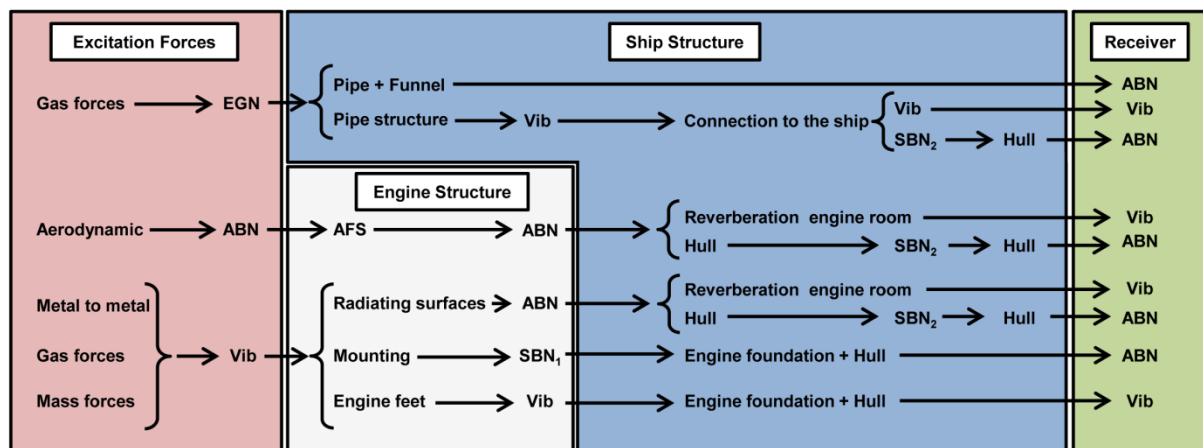 Excitation Forces Ship Structure Receiver
Pipe + Funnel ABN
Gas forces EGN Vib Vib
Pipe structure Vib Connection to the ship
SBN₂ Hull ABN
Engine Structure
Reverberation engine room Vib
Aerodynamic ABN AFS ABN
Hull SBN₂ Hull ABN
Reverberation engine room Vib
Metal to metal Radiating surfaces ABN
Hull SBN₂ Hull ABN
Gas forces Vib Mounting SBN₁ Engine foundation + Hull ABN
Mass forces Engine feet Vib Engine foundation + Hull Vib